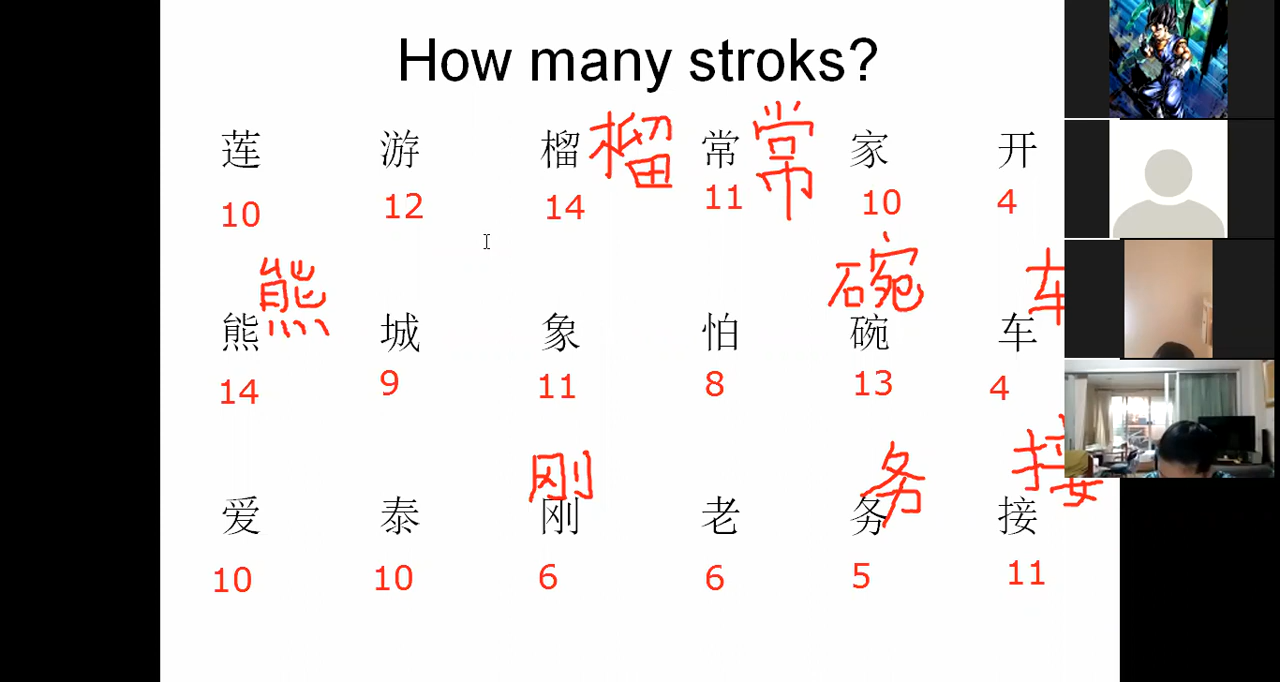 How many stroks?
莲 游 榴 榴 常 常 家 开
10 12 14 11 10 4
熊 碗 车
熊 城 象 怕 碗 车
14 9 11 8 13 4
刚 务 接
爱 泰 刚 老 务 接
10 10 6 6 5 11